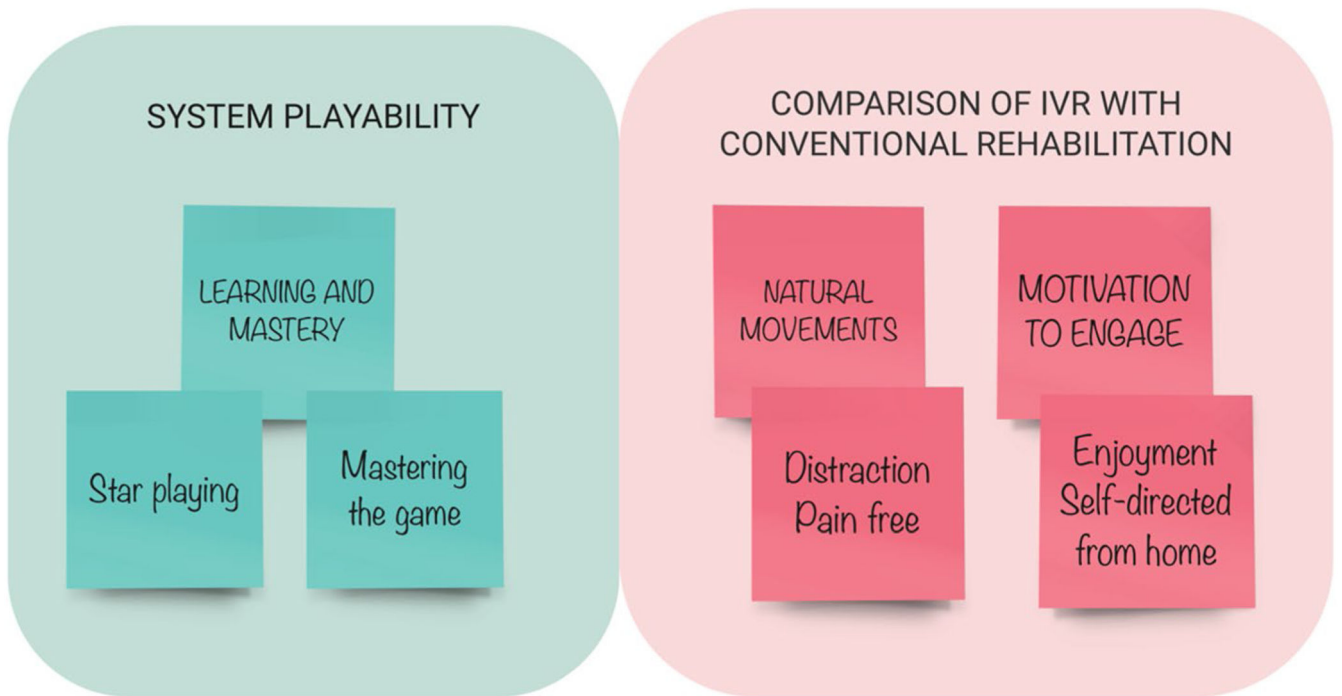 SYSTEM PLAYABILITY
LEARNING AND
MASTERY
Star playing
Mastering
the game
COMPARISON OF IVR WITH
CONVENTIONAL REHABILITATION
NATURAL
MOVEMENTS
Distraction
Pain free
MOTIVATION
TO ENGAGE
Enjoyment
Self-directed
from home